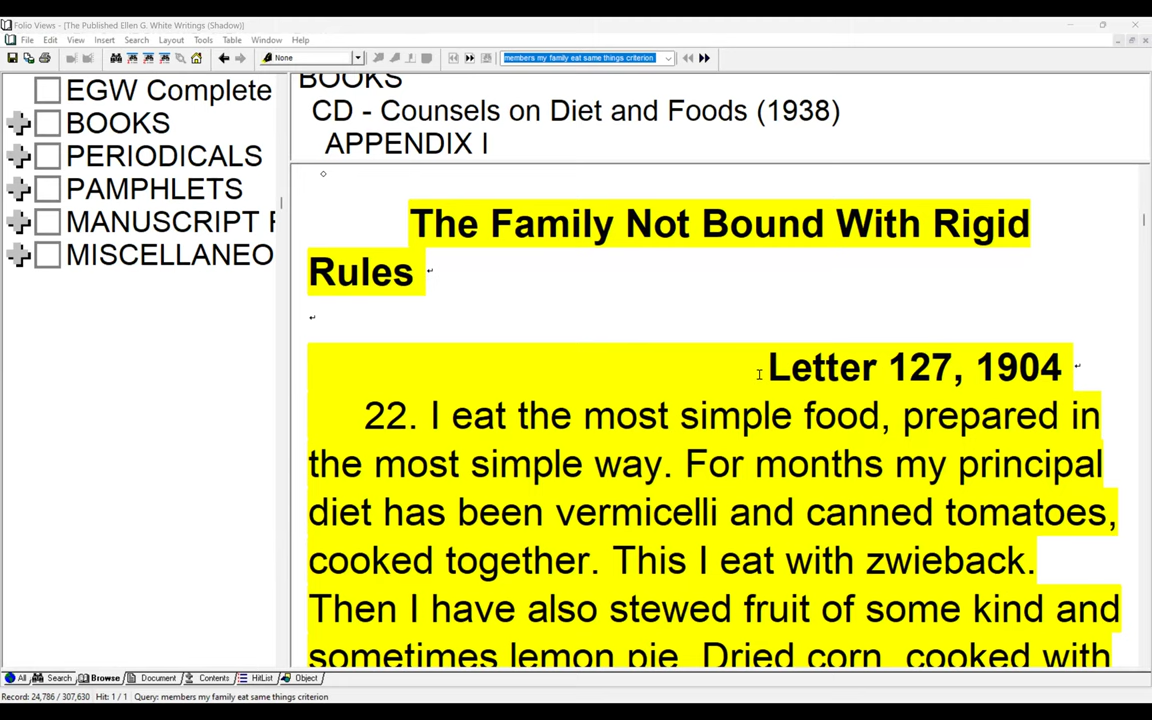 Folio Views - [The Published Ellen G. White Writings (Shadow)]
File Edit View Insert Search Layout Tools Table Window Help
None
members my family eat same things criterion
EGW Complete
BOOKS
PERIODICALS
PAMPHLETS
MANUSCRIPT
MISCELLANEO
BOOKS
CD - Counsels on Diet and Foods (1938)
APPENDIX I
The Family Not Bound With Rigid
Rules
Letter 127, 1904
22. I eat the most simple food, prepared in
the most simple way. For months my principal
diet has been vermicelli and canned tomatoes,
cooked together. This I eat with zwieback.
Then I have also stewed fruit of some kind and
sometimes lemon pie. Dried corn, cooked with
All Search Browse Document Contents HitList Object
Record: 24,786 / 307,630 Hit: 1 / 1 Query: members my family eat same things criterion